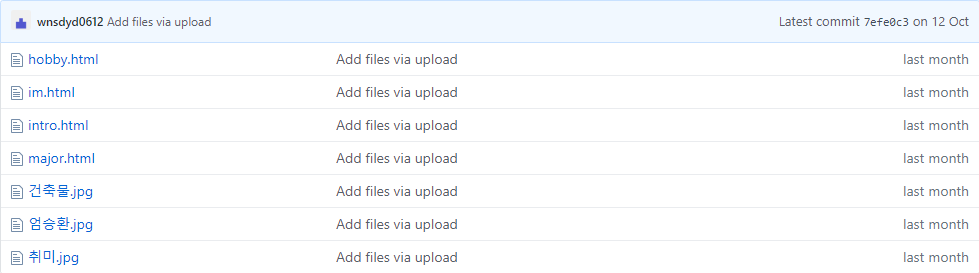 wnsdyd0612 Add files via upload Latest commit 7efe0c3 on 12 Oct
hobby.html Add files via upload last month
im.html Add files via upload last month
intro.html Add files via upload last month
major.html Add files via upload last month
건축물.jpg Add files via upload last month
엄승환.jpg Add files via upload last month
취미.jpg Add files via upload last month